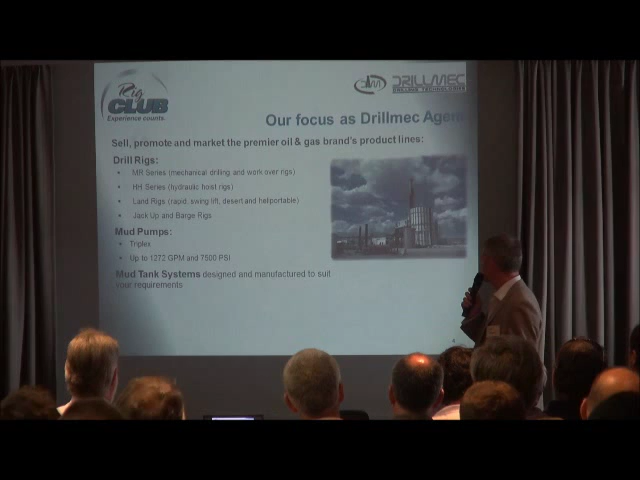 Rig
CLUB
Experience counts.
DRILLMEC
DRILLING TECHNOLOGIES
Our focus as Drillmec Agen
Sell, promote and market the premier oil & gas brand's product lines:
Drill Rigs:
• MR Series (mechanical drilling and work over rigs)
• HH Series (hydraulic hoist rigs)
• Land Rigs (rapid, swing lift, desert and heliportable)
• Jack Up and Barge Rigs
Mud Pumps:
• Triplex
• Up to 1272 GPM and 7500 PSI
Mud Tank Systems designed and manufactured to suit
your requirements